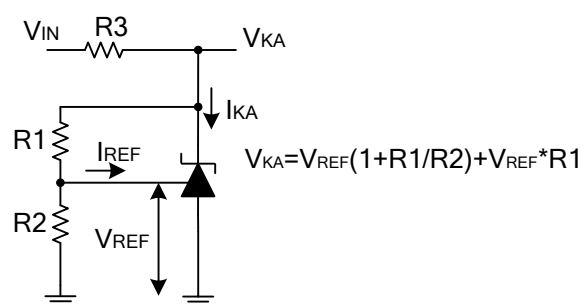 VIN
R3
VKA
IKA
R1
IREF
VKA=VREF(1+R1/R2)+VREF*R1
R2
VREF